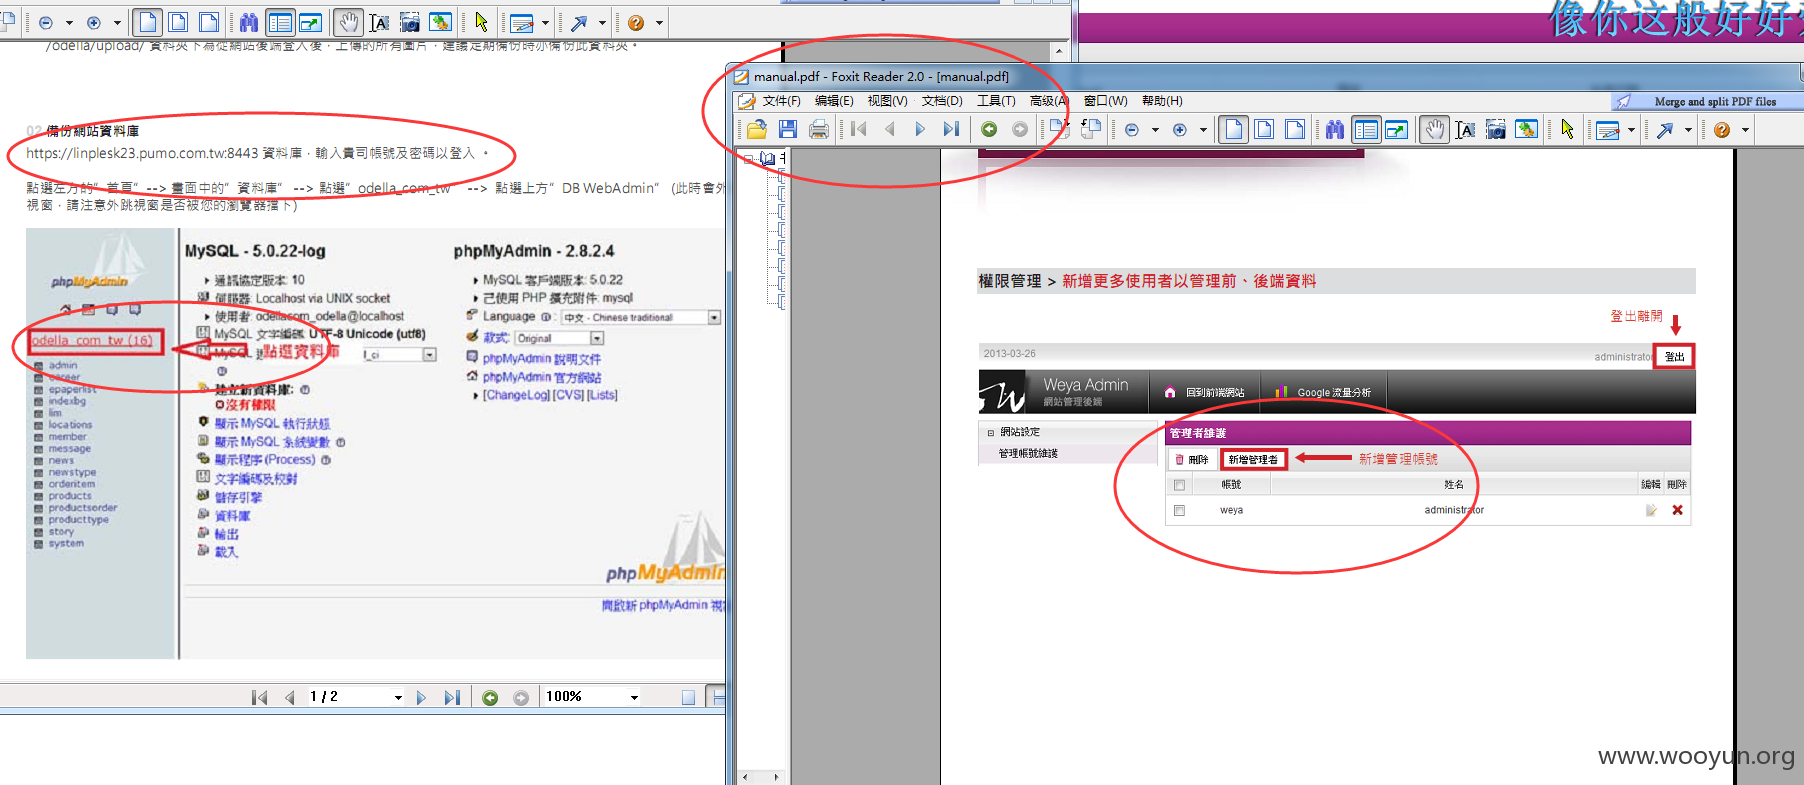 像你这般好好
/odella/upload/ 資料夾下為從網站後端登入後，上傳的所有圖片，建議定期備份時亦備份此資料夾。
02 備份網站資料庫
https://linplesk23.pumo.com.tw:8443 資料庫，輸入貴司帳號及密碼以登入 。
點選左方的”首頁” --> 畫面中的”資料庫” --> 點選”odella_com_tw” --> 點選上方”DB WebAdmin” (此時會外
視窗，請注意外跳視窗是否被您的瀏覽器擋下)
phpMyAdmin
odella_com_tw (16)
admin
career
epaperlist
indexbg
lim
locations
member
message
news
newstype
orderitem
products
productsorder
producttype
story
system
MySQL - 5.0.22-log
通訊協定版本: 10
伺服器: Localhost via UNIX socket
使用者: odellacom_odella@localhost
MySQL 文字編碼: UTF-8 Unicode (utf8)
MySQL
點選資料庫
l_ci
建立新資料庫:
沒有權限
顯示 MySQL 執行狀態
顯示 MySQL 系統變數
顯示程序 (Process)
文字編碼及校對
儲存引擎
資料庫
輸出
載入
phpMyAdmin - 2.8.2.4
MySQL 客戶端版本: 5.0.22
已使用 PHP 擴充附件: mysql
Language : 中文 - Chinese traditional
款式: Original
phpMyAdmin 說明文件
phpMyAdmin 官方網站
[ChangeLog] [CVS] [Lists]
phpMyAdmin
開啟新 phpMyAdmin 視
1 / 2
100%
manual.pdf - Foxit Reader 2.0 - [manual.pdf]
文件(F) 编辑(E) 视图(V) 文档(D) 工具(T) 高级(A) 窗口(W) 帮助(H)
Merge and split PDF files
權限管理 > 新增更多使用者以管理前、後端資料
登出離開
2013-03-26
administrator
登出
Weya Admin
網站管理後端
回到前端網站
Google 流量分析
網站設定
管理帳號維護
管理者維護
刪除
新增管理者
新增管理帳號
帳號 姓名 編輯 刪除
weya administrator
www.wooyun.org